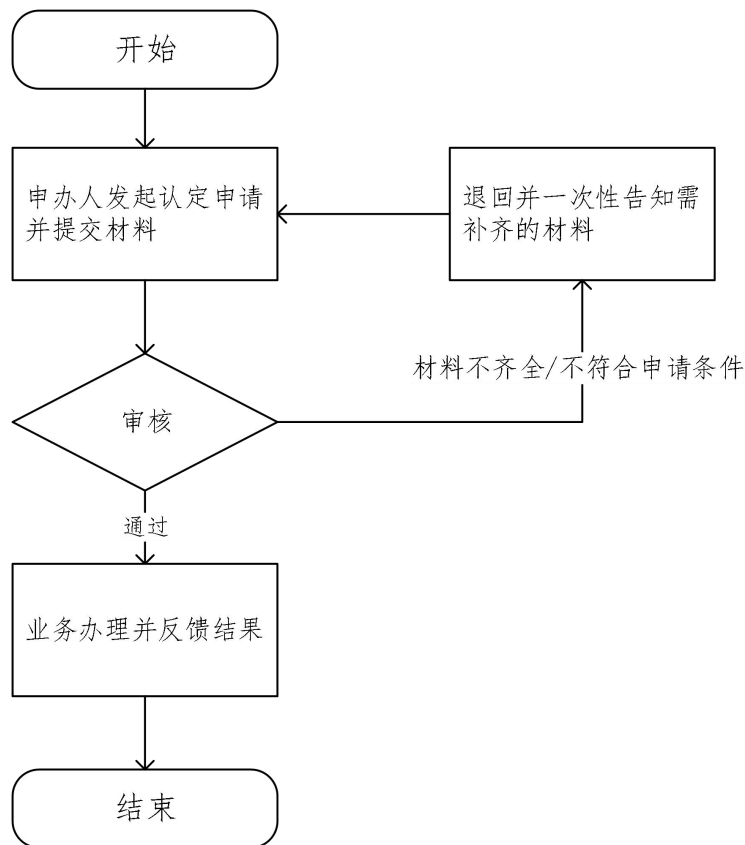 开始
申办人发起认定申请
并提交材料
退回并一次性告知需
补齐的材料
材料不齐全/不符合申请条件
审核
通过
业务办理并反馈结果
结束